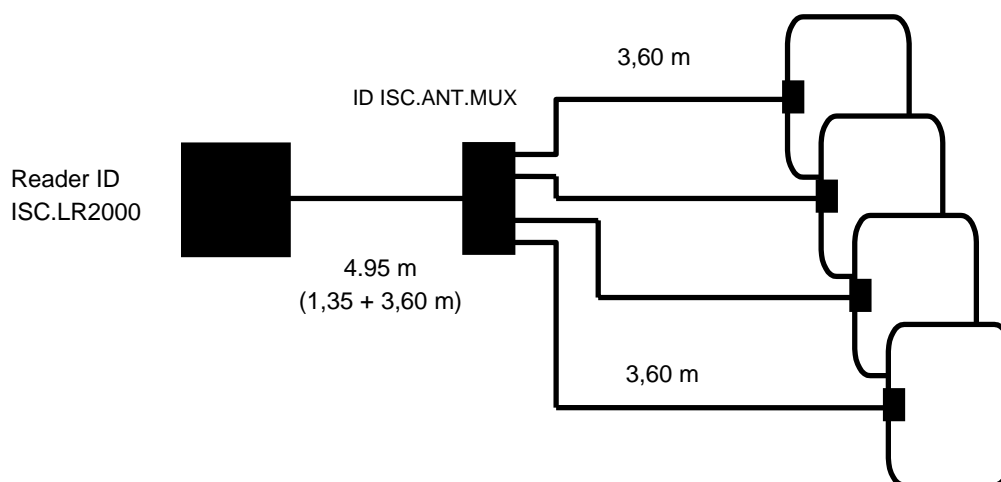 3,60 m
ID ISC.ANT.MUX
Reader ID
ISC.LR2000
4.95 m
(1,35 + 3,60 m)
3,60 m